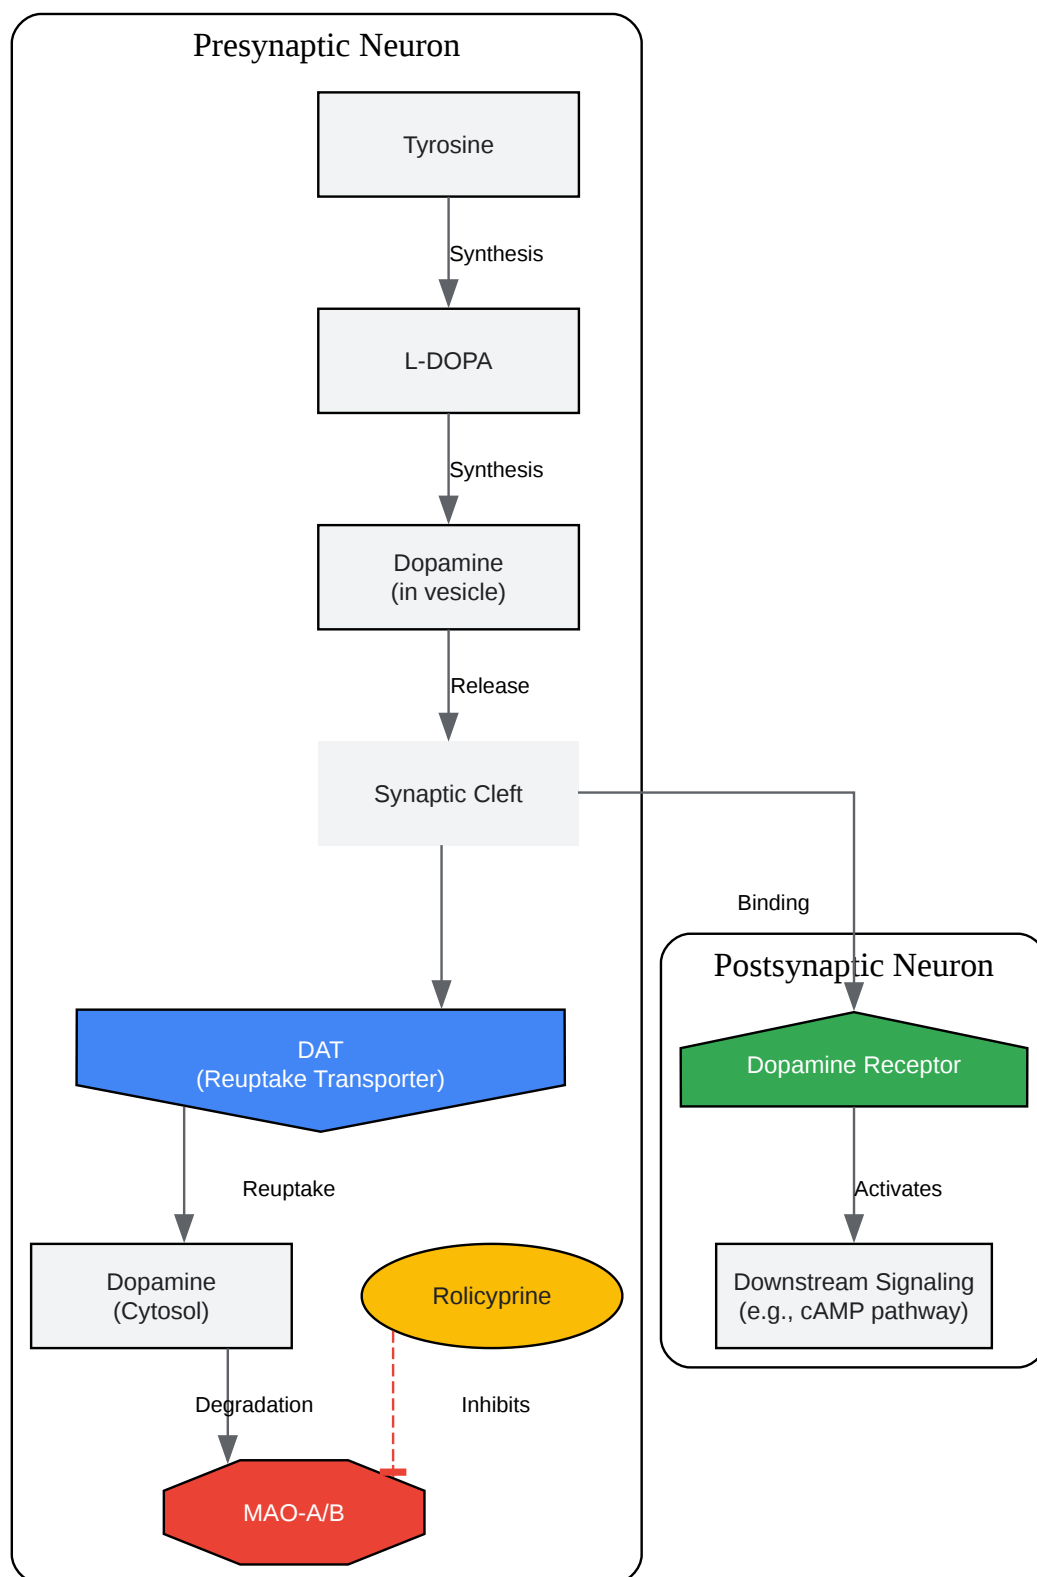 Presynaptic Neuron
Tyrosine
Synthesis
L-DOPA
Synthesis
Dopamine
(in vesicle)
Release
Synaptic Cleft
Binding
Postsynaptic Neuron
DAT
(Reuptake Transporter)
Dopamine Receptor
Reuptake
Activates
Dopamine
(Cytosol)
Rolicyprine
Downstream Signaling
(e.g., cAMP pathway)
Degradation
Inhibits
MAO-A/B